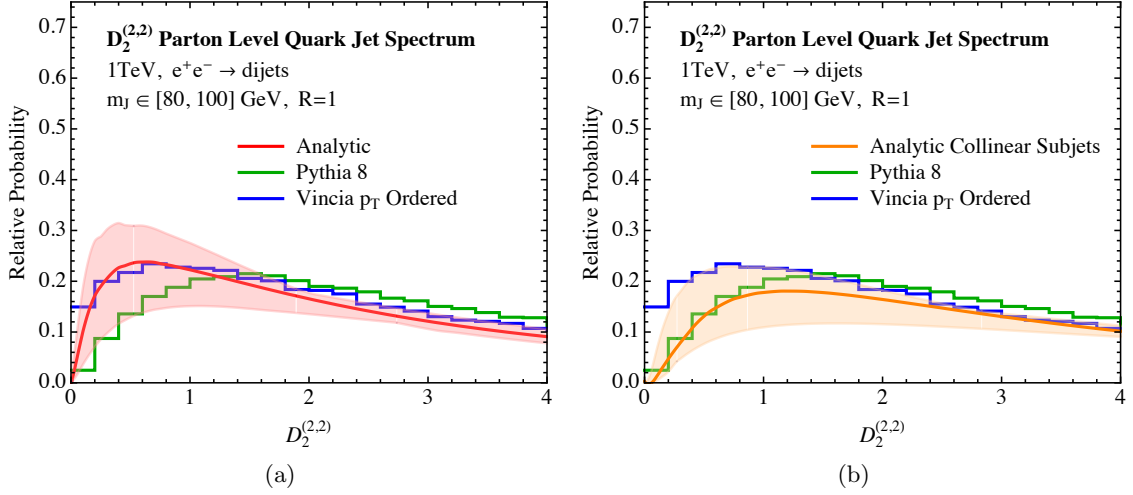 D₂^(2,2) Parton Level Quark Jet Spectrum
1TeV, e⁺e⁻ → dijets
m_J ∈ [80, 100] GeV, R=1
Analytic
Pythia 8
Vincia p_T Ordered
Relative Probability
0.7
0.6
0.5
0.4
0.3
0.2
0.1
0.0
0 1 2 3 4
D₂^(2,2)
(a)
D₂^(2,2) Parton Level Quark Jet Spectrum
1TeV, e⁺e⁻ → dijets
m_J ∈ [80, 100] GeV, R=1
Analytic Collinear Subjets
Pythia 8
Vincia p_T Ordered
Relative Probability
0.7
0.6
0.5
0.4
0.3
0.2
0.1
0.0
0 1 2 3 4
D₂^(2,2)
(b)